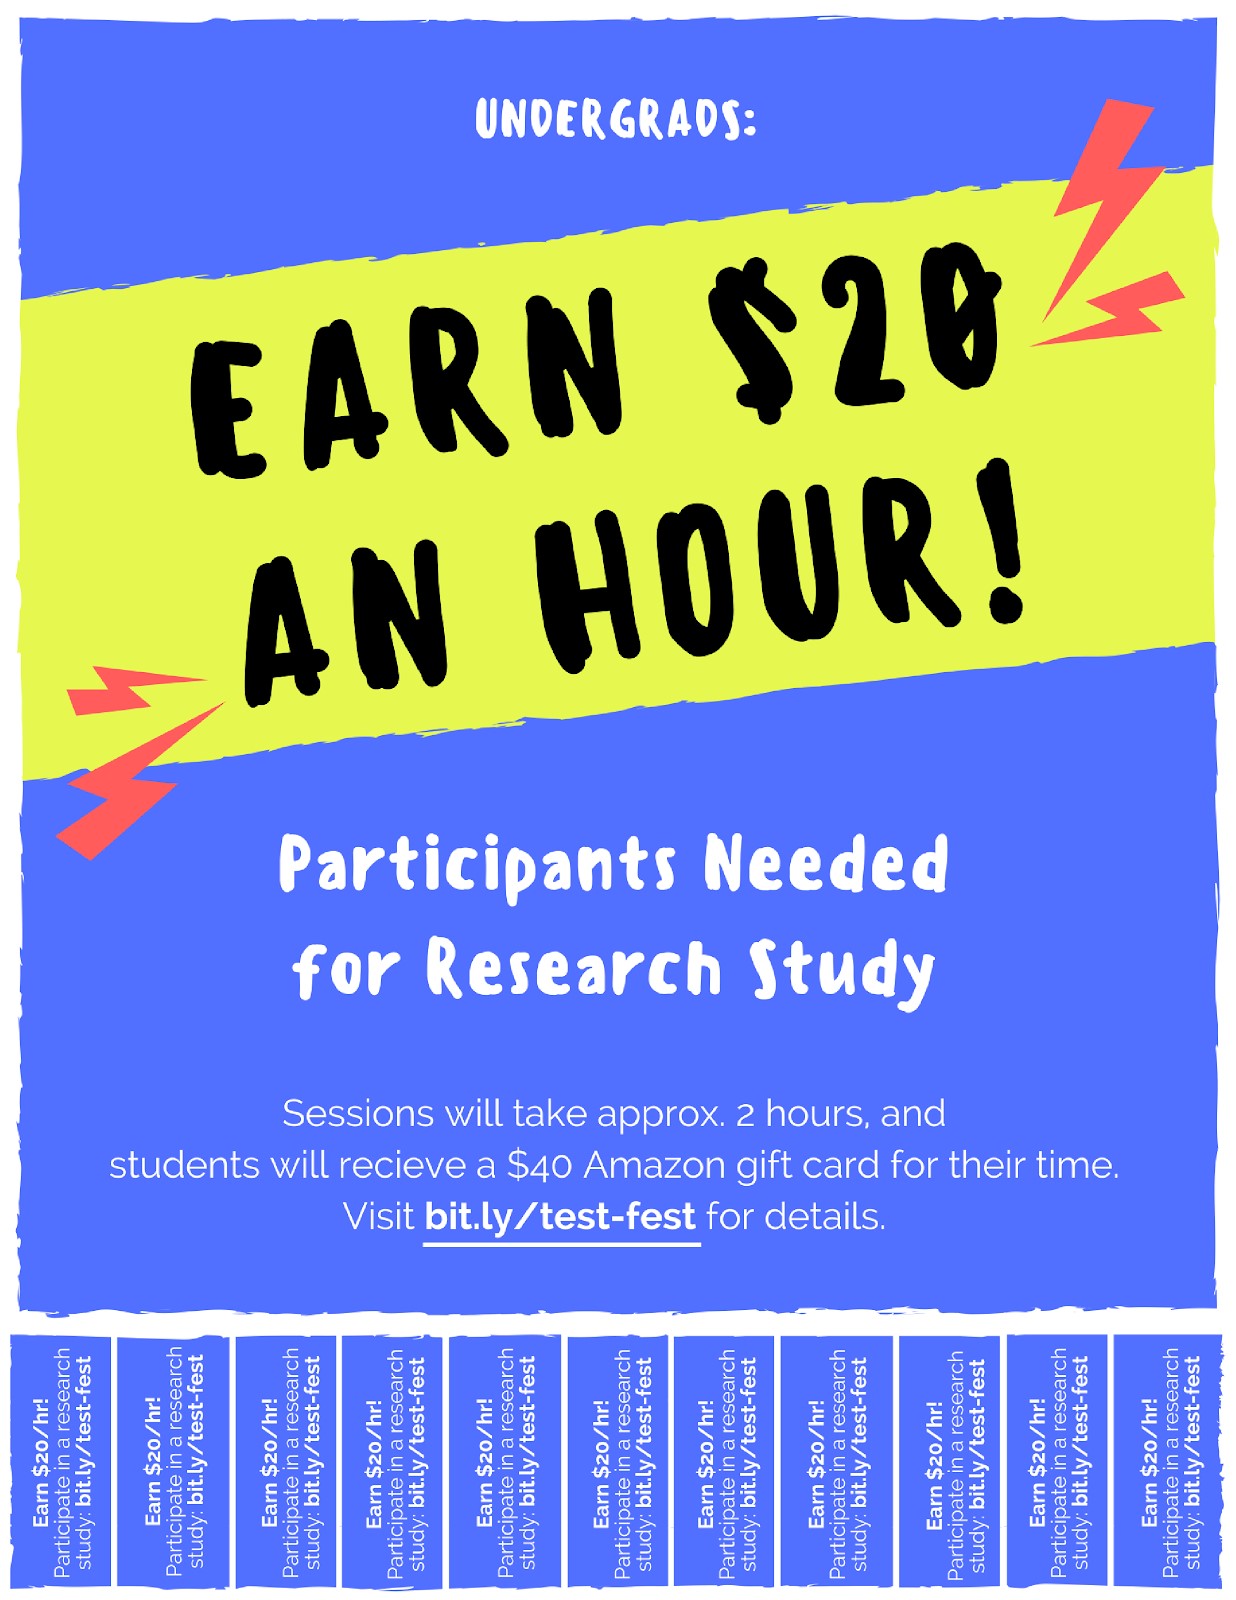 UNDERGRADS:
EARN $20
AN HOUR!
Participants Needed
for Research Study
Sessions will take approx. 2 hours, and
students will recieve a $40 Amazon gift card for their time.
Visit bit.ly/test-fest for details.
Earn $20/hr!
Participate in a research
study: bit.ly/test-fest
Earn $20/hr!
Participate in a research
study: bit.ly/test-fest
Earn $20/hr!
Participate in a research
study: bit.ly/test-fest
Earn $20/hr!
Participate in a research
study: bit.ly/test-fest
Earn $20/hr!
Participate in a research
study: bit.ly/test-fest
Earn $20/hr!
Participate in a research
study: bit.ly/test-fest
Earn $20/hr!
Participate in a research
study: bit.ly/test-fest
Earn $20/hr!
Participate in a research
study: bit.ly/test-fest
Earn $20/hr!
Participate in a research
study: bit.ly/test-fest
Earn $20/hr!
Participate in a research
study: bit.ly/test-fest
Earn $20/hr!
Participate in a research
study: bit.ly/test-fest